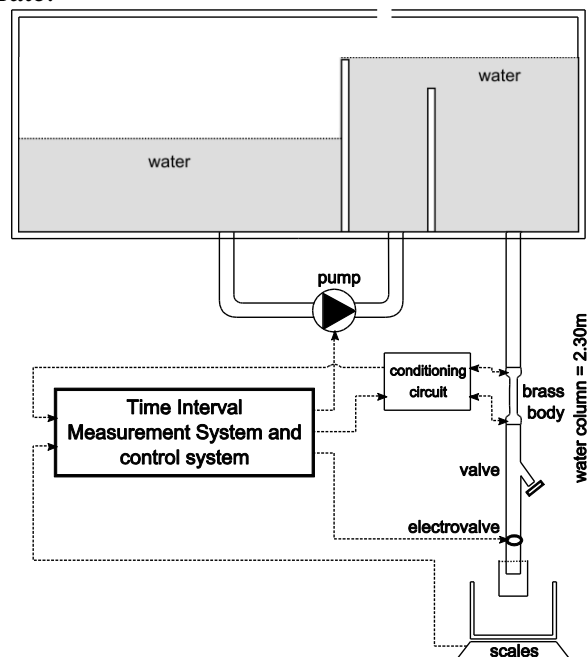 water
water
pump
conditioning
circuit
brass
body
water column = 2.30m
Time Interval
Measurement System and
control system
valve
electrovalve
scales